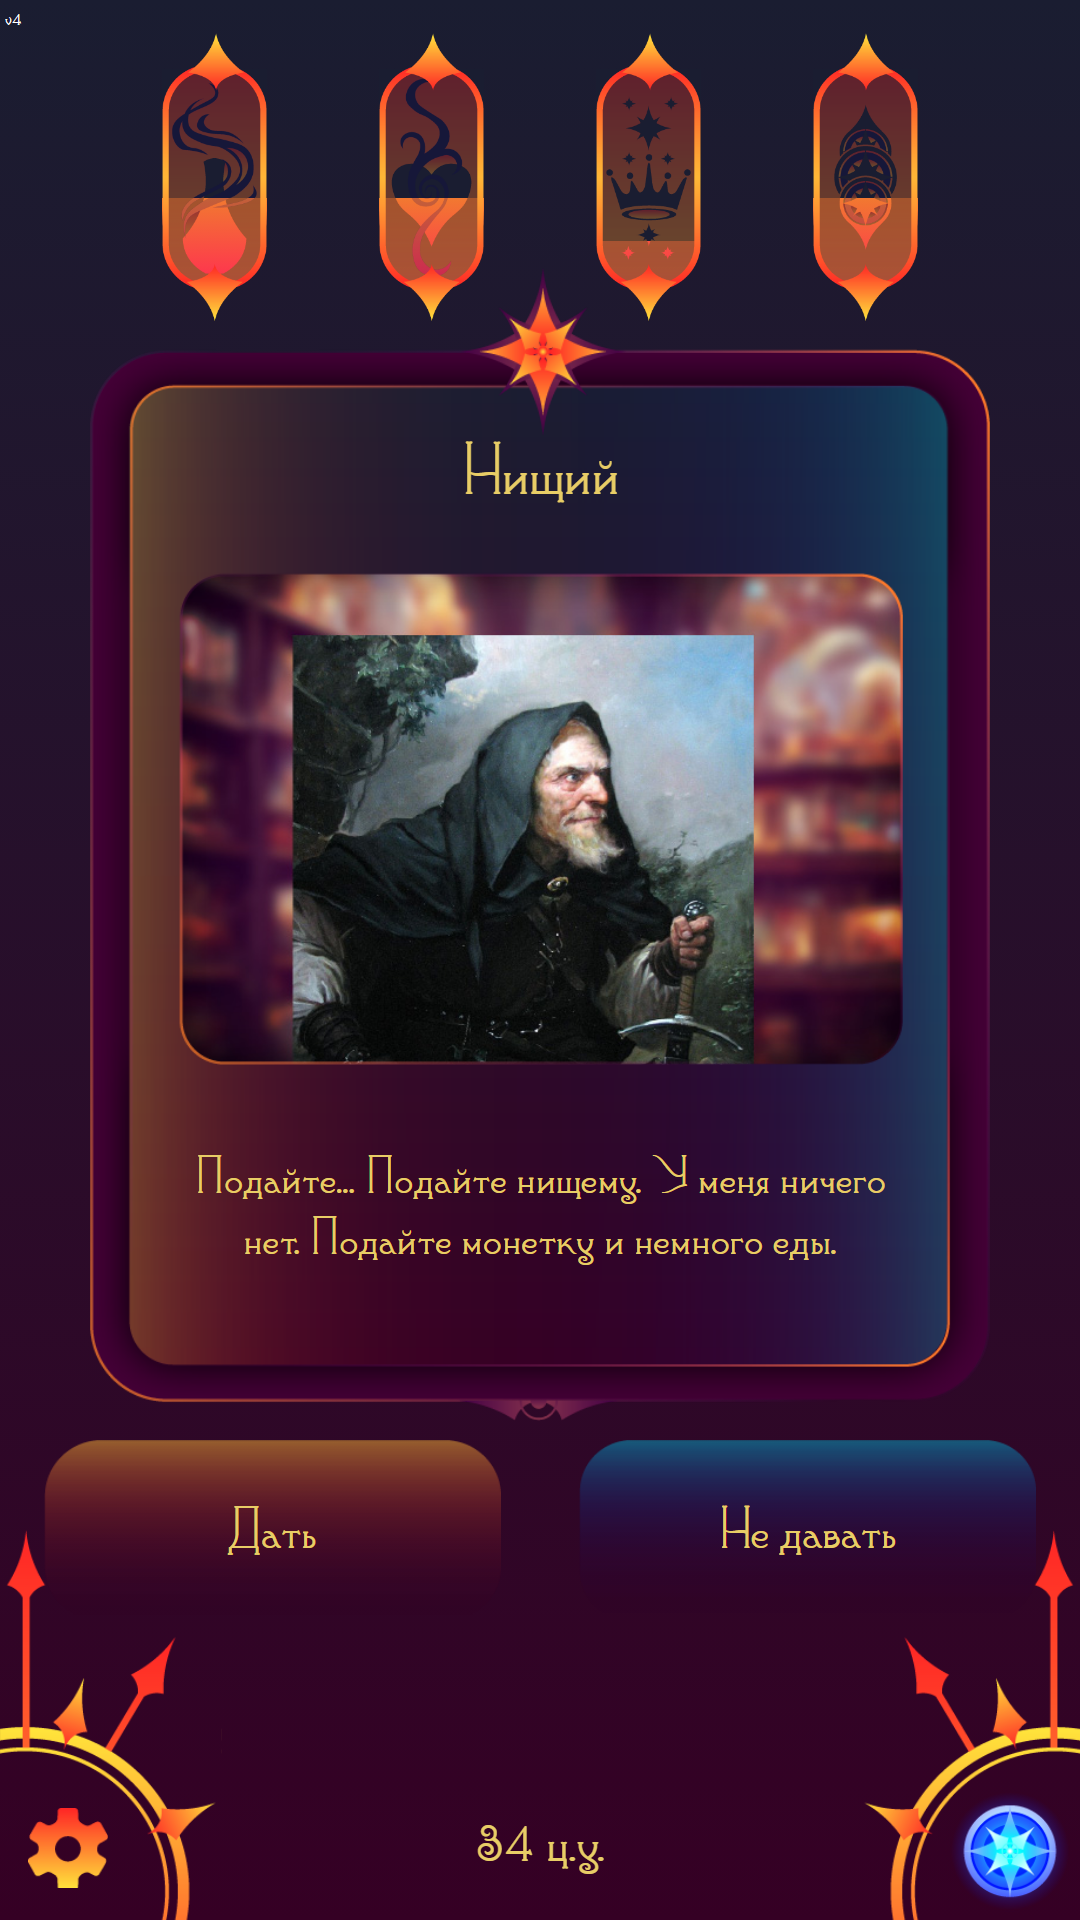 v4
Нищий
Подайте... Подайте нищему. У меня ничего
нет. Подайте монетку и немного еды.
Дать
Не давать
34 ц.у.